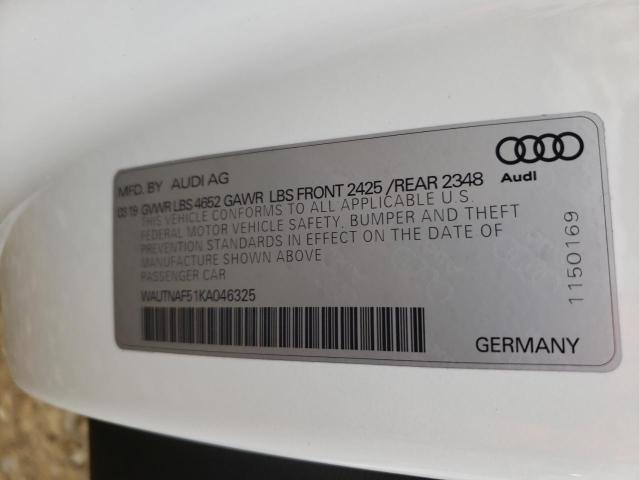 MFD. BY AUDI AG
03.19 GVWR LBS 4652 GAWR LBS FRONT 2425 /REAR 2348
THIS VEHICLE CONFORMS TO ALL APPLICABLE U.S.
FEDERAL MOTOR VEHICLE SAFETY, BUMPER AND THEFT
PREVENTION STANDARDS IN EFFECT ON THE DATE OF
MANUFACTURE SHOWN ABOVE
PASSENGER CAR
WAUTNAF51KA046325
Audi
1150169
GERMANY